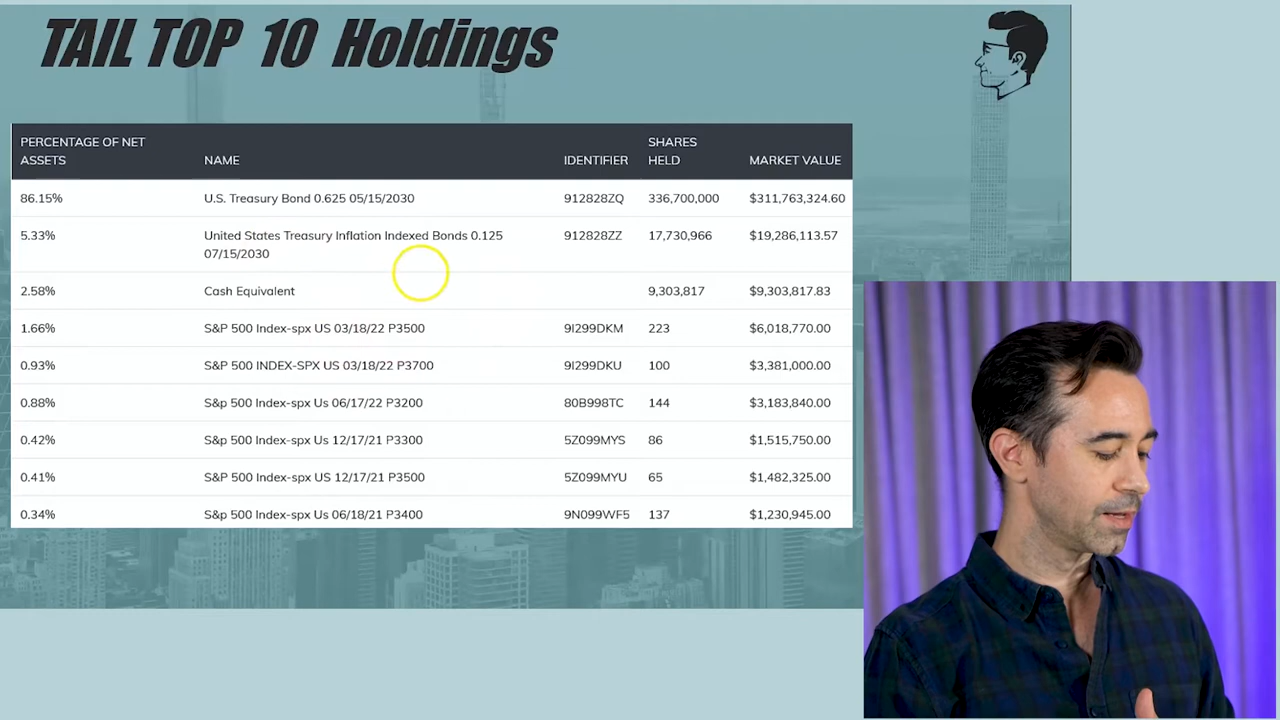 TAIL TOP 10 Holdings
PERCENTAGE OF NET ASSETS NAME IDENTIFIER SHARES HELD MARKET VALUE
86.15% U.S. Treasury Bond 0.625 05/15/2030 912828ZQ 336,700,000 $311,763,324.60
5.33% United States Treasury Inflation Indexed Bonds 0.125 07/15/2030 912828ZZ 17,730,966 $19,286,113.57
2.58% Cash Equivalent 9,303,817 $9,303,817.83
1.66% S&P 500 Index-spx US 03/18/22 P3500 9I299DKM 223 $6,018,770.00
0.93% S&P 500 INDEX-SPX US 03/18/22 P3700 9I299DKU 100 $3,381,000.00
0.88% S&p 500 Index-spx Us 06/17/22 P3200 80B998TC 144 $3,183,840.00
0.42% S&p 500 Index-spx Us 12/17/21 P3300 5Z099MYS 86 $1,515,750.00
0.41% S&P 500 Index-spx US 12/17/21 P3500 5Z099MYU 65 $1,482,325.00
0.34% S&p 500 Index-spx Us 06/18/21 P3400 9N099WF5 137 $1,230,945.00